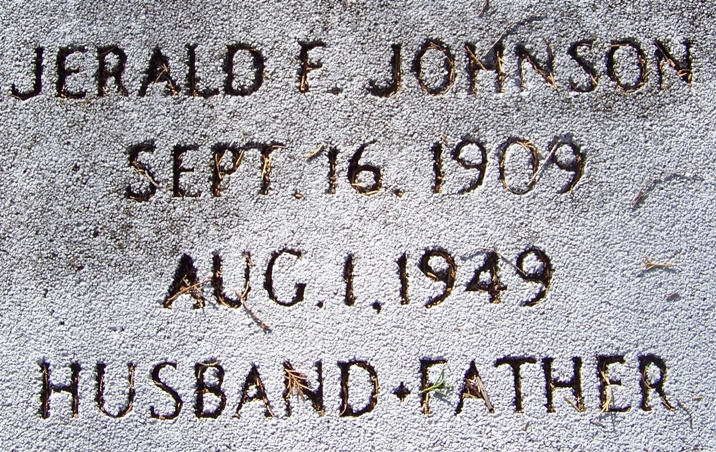 JERALD F. JOHNSON
SEPT. 16. 1909
AUG. 1, 1949
HUSBAND · FATHER